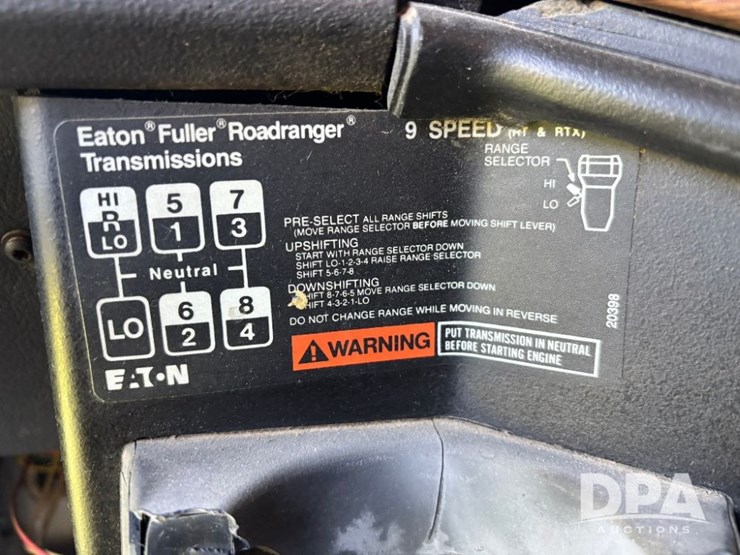 Eaton® Fuller® Roadranger®
Transmissions
9 SPEED (RT & RTX)
RANGE
SELECTOR
HI
LO
HI
R
LO
5
1
7
3
Neutral
LO
6
2
8
4
PRE-SELECT ALL RANGE SHIFTS
(MOVE RANGE SELECTOR BEFORE MOVING SHIFT LEVER)
UPSHIFTING
START WITH RANGE SELECTOR DOWN
SHIFT LO-1-2-3-4 RAISE RANGE SELECTOR
SHIFT 5-6-7-8
DOWNSHIFTING
SHIFT 8-7-6-5 MOVE RANGE SELECTOR DOWN
SHIFT 4-3-2-1-LO
DO NOT CHANGE RANGE WHILE MOVING IN REVERSE
WARNING
PUT TRANSMISSION IN NEUTRAL
BEFORE STARTING ENGINE
20398
EATON
DPA
AUCTIONS